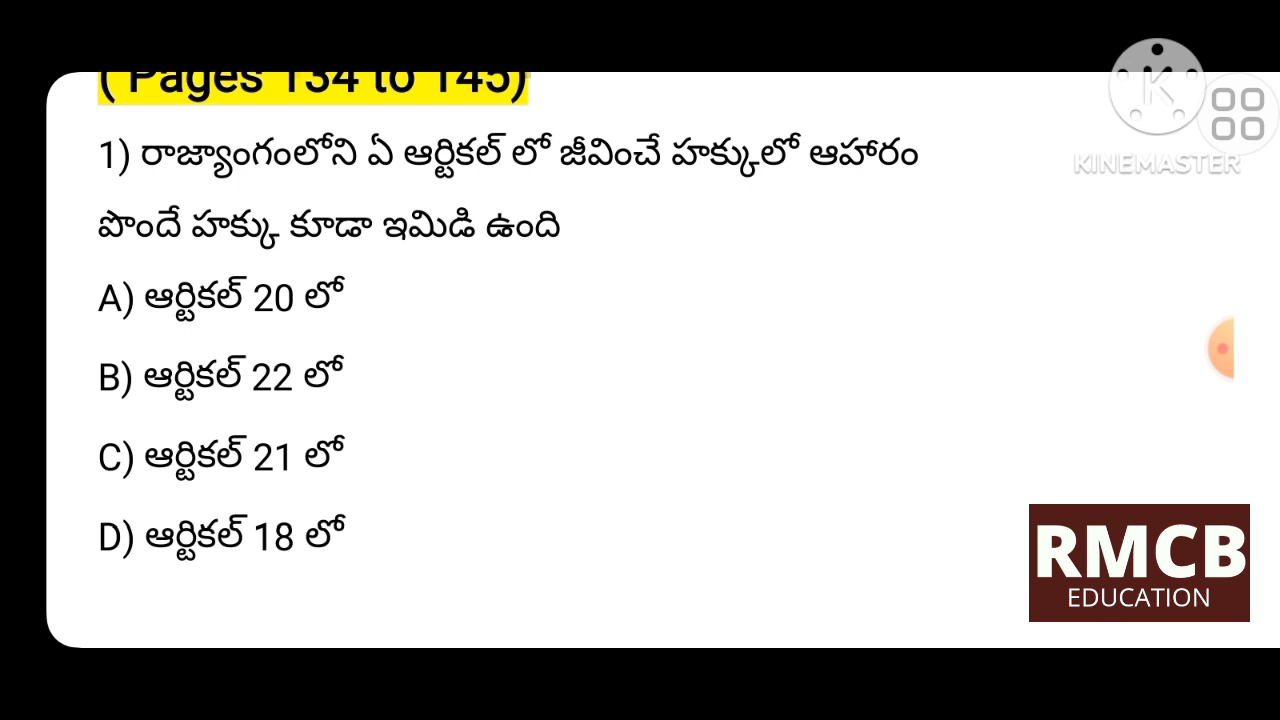 ( Pages 134 to 145)
1) రాజ్యాంగంలోని ఏ ఆర్టికల్ లో జీవించే హక్కులో ఆహారం
పొందే హక్కు కూడా ఇమిడి ఉంది
A) ఆర్టికల్ 20 లో
B) ఆర్టికల్ 22 లో
C) ఆర్టికల్ 21 లో
D) ఆర్టికల్ 18 లో
K
KINEMASTER
RMCB
EDUCATION